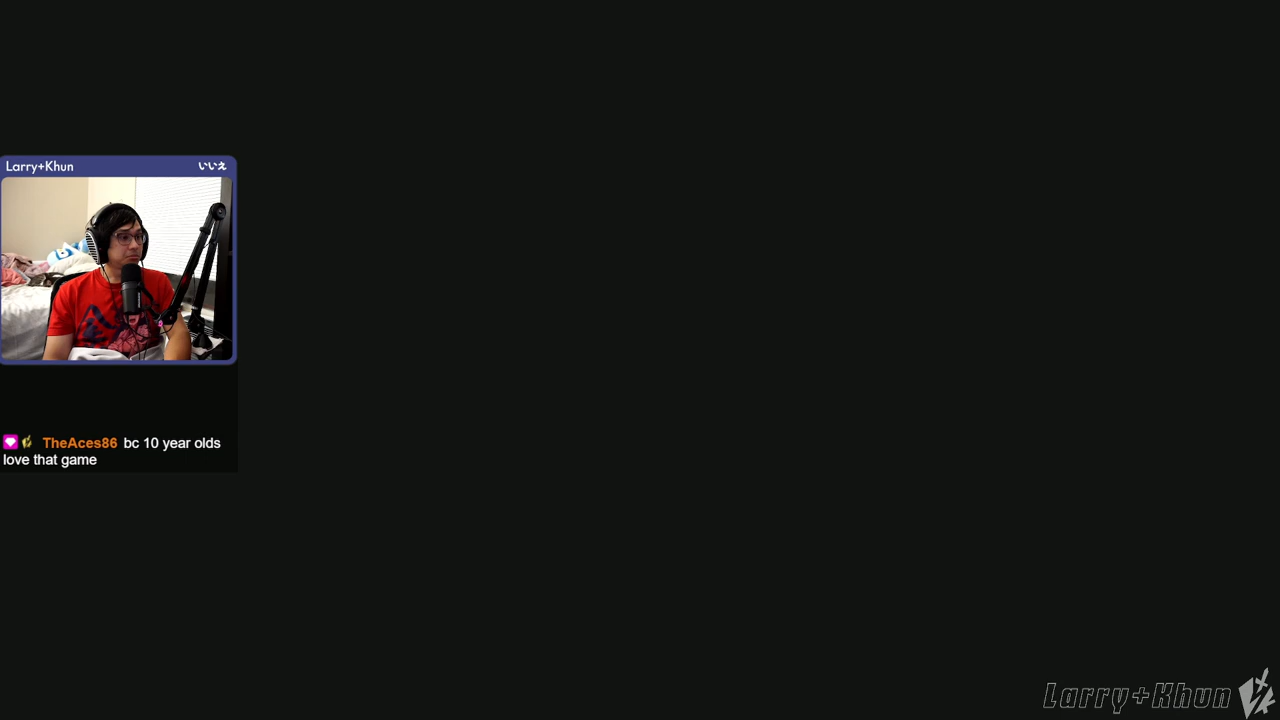 Larry+Khun いいえ
TheAces86 bc 10 year olds
love that game
Larry+Khun